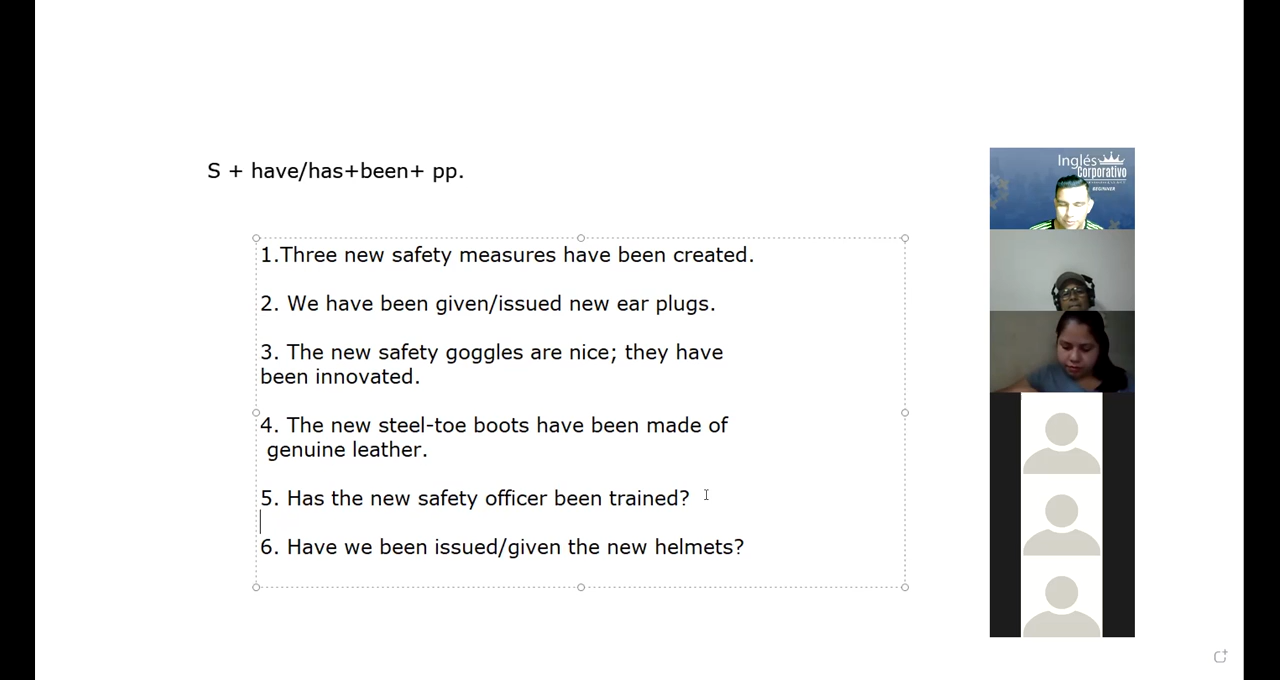 S + have/has+been+ pp.
1.Three new safety measures have been created.
2. We have been given/issued new ear plugs.
3. The new safety goggles are nice; they have
been innovated.
4. The new steel-toe boots have been made of
genuine leather.
5. Has the new safety officer been trained?
6. Have we been issued/given the new helmets?
Inglés
Corporativo
BEGINNER